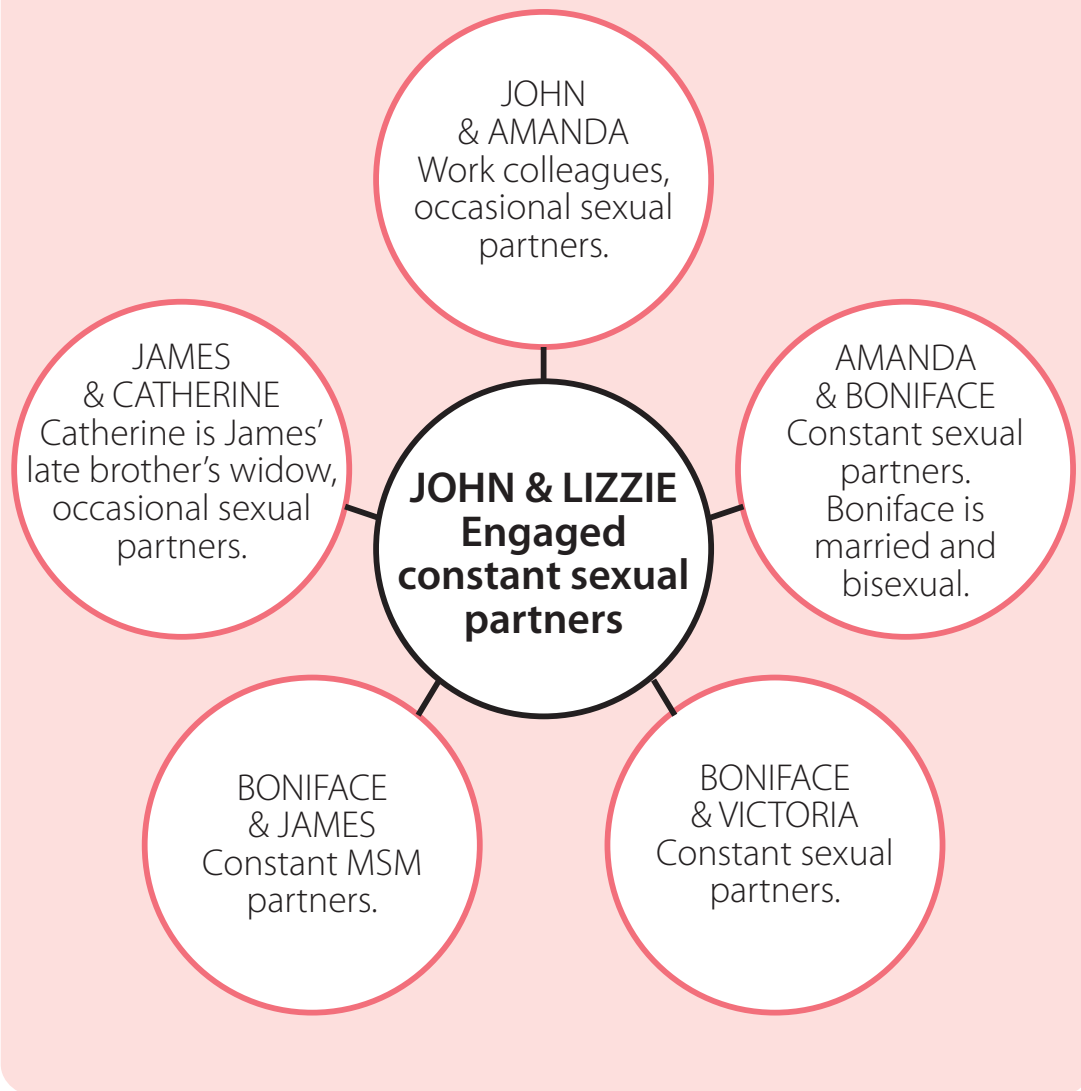 JOHN
& AMANDA
Work colleagues,
occasional sexual
partners.
JAMES
& CATHERINE
Catherine is James’
late brother’s widow,
occasional sexual
partners.
JOHN & LIZZIE
Engaged
constant sexual
partners
AMANDA
& BONIFACE
Constant sexual
partners.
Boniface is
married and
bisexual.
BONIFACE
& JAMES
Constant MSM
partners.
BONIFACE
& VICTORIA
Constant sexual
partners.